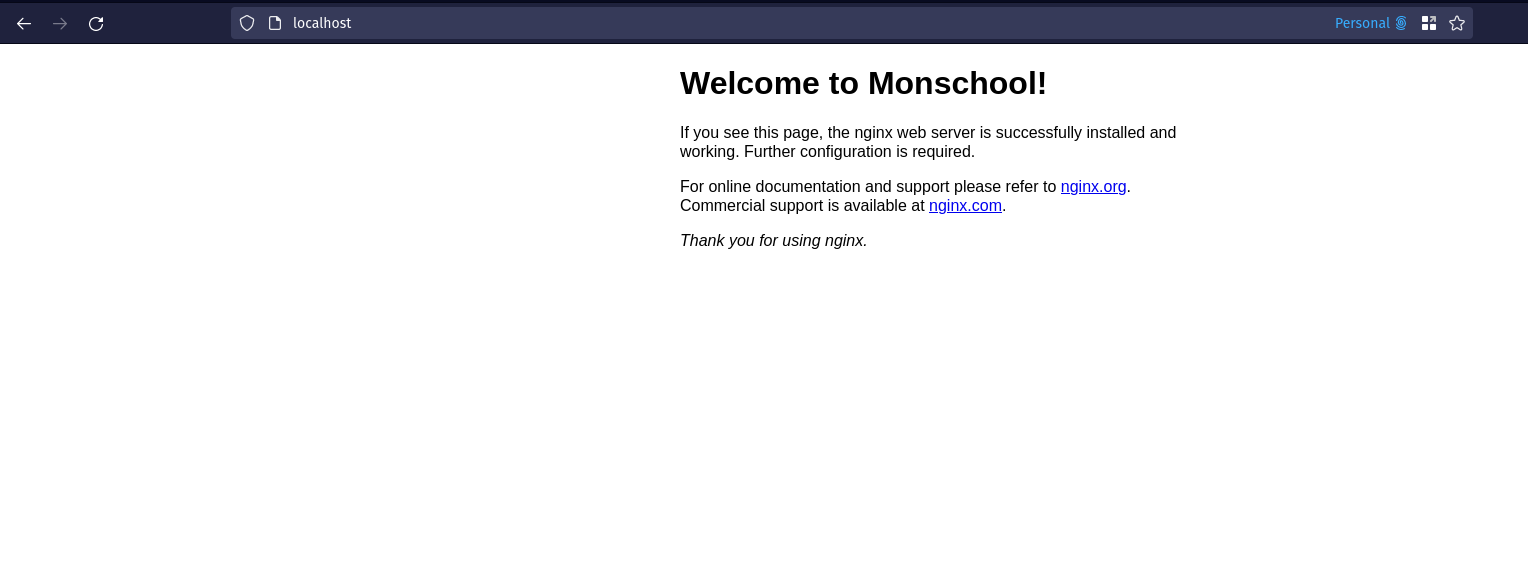 localhost
Personal
Welcome to Monschool!
If you see this page, the nginx web server is successfully installed and
working. Further configuration is required.
For online documentation and support please refer to nginx.org.
Commercial support is available at nginx.com.
Thank you for using nginx.